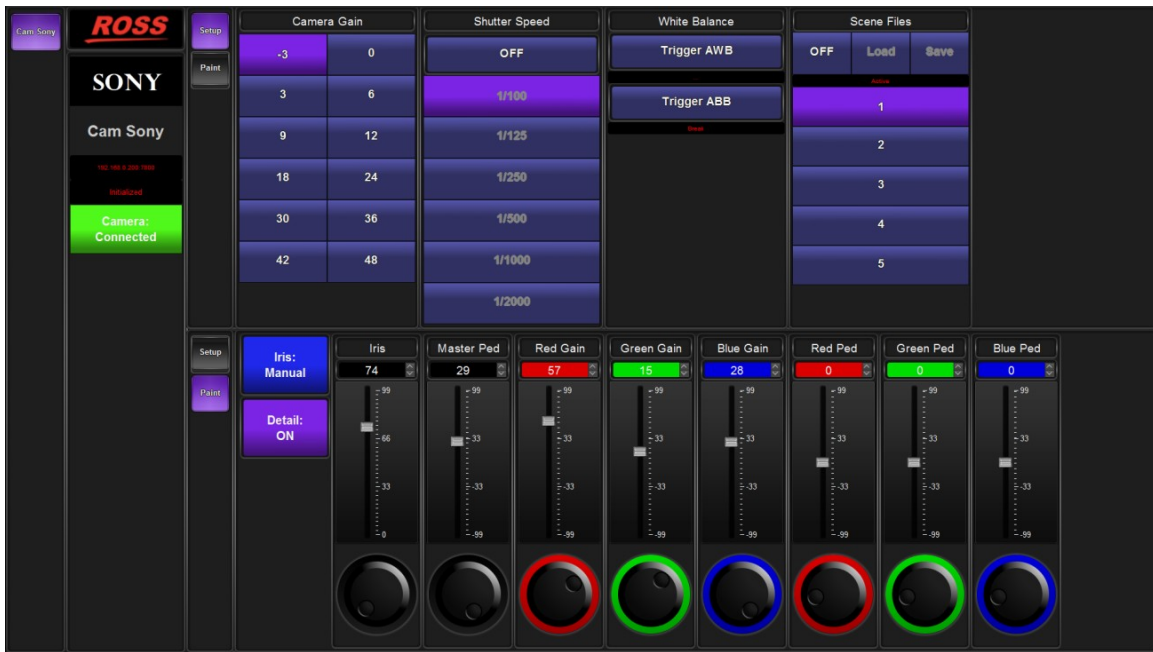 Cam Sony
ROSS
SONY
Cam Sony
Initialized
Camera:
Connected
Setup
Paint
Camera Gain
-3 0
3 6
9 12
18 24
30 36
42 48
Shutter Speed
OFF
1/100
1/125
1/250
1/500
1/1000
1/2000
White Balance
Trigger AWB
Trigger ABB
Break
Scene Files
OFF Load Save
Active
1
2
3
4
5
Setup
Paint
Iris:
Manual
Detail:
ON
Iris
74
99
66
33
0
Master Ped
29
99
33
-33
-99
Red Gain
57
99
33
-33
-99
Green Gain
15
99
33
-33
-99
Blue Gain
28
99
33
-33
-99
Red Ped
0
99
33
-33
-99
Green Ped
0
99
33
-33
-99
Blue Ped
0
99
33
-33
-99